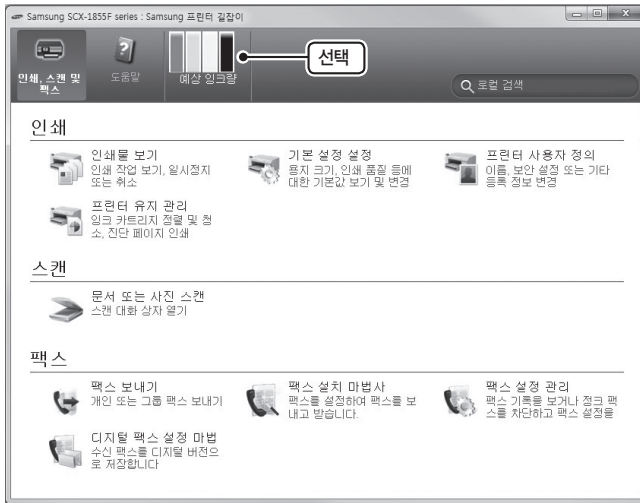 Samsung SCX-1855F series : Samsung 프린터 길잡이
인쇄, 스캔 및
팩스
도움말
예상 잉크량
선택
로컬 검색
인쇄
인쇄물 보기
인쇄 작업 보기, 일시정지
또는 취소
기본 설정 설정
용지 크기, 인쇄 품질 등에
대한 기본값 보기 및 변경
프린터 사용자 정의
이름, 보안 설정 또는 기타
등록 정보 변경
프린터 유지 관리
잉크 카트리지 정렬 및 청
소, 진단 페이지 인쇄
스캔
문서 또는 사진 스캔
스캔 대화 상자 열기
팩스
팩스 보내기
개인 또는 그룹 팩스 보내기
팩스 설치 마법사
팩스를 설정하여 팩스를 보
내고 받습니다.
팩스 설정 관리
팩스 기록을 보거나 정크 팩
스를 차단하고 팩스 설정을
디지털 팩스 설정 마법
수신 팩스를 디지털 버전으
로 저장합니다